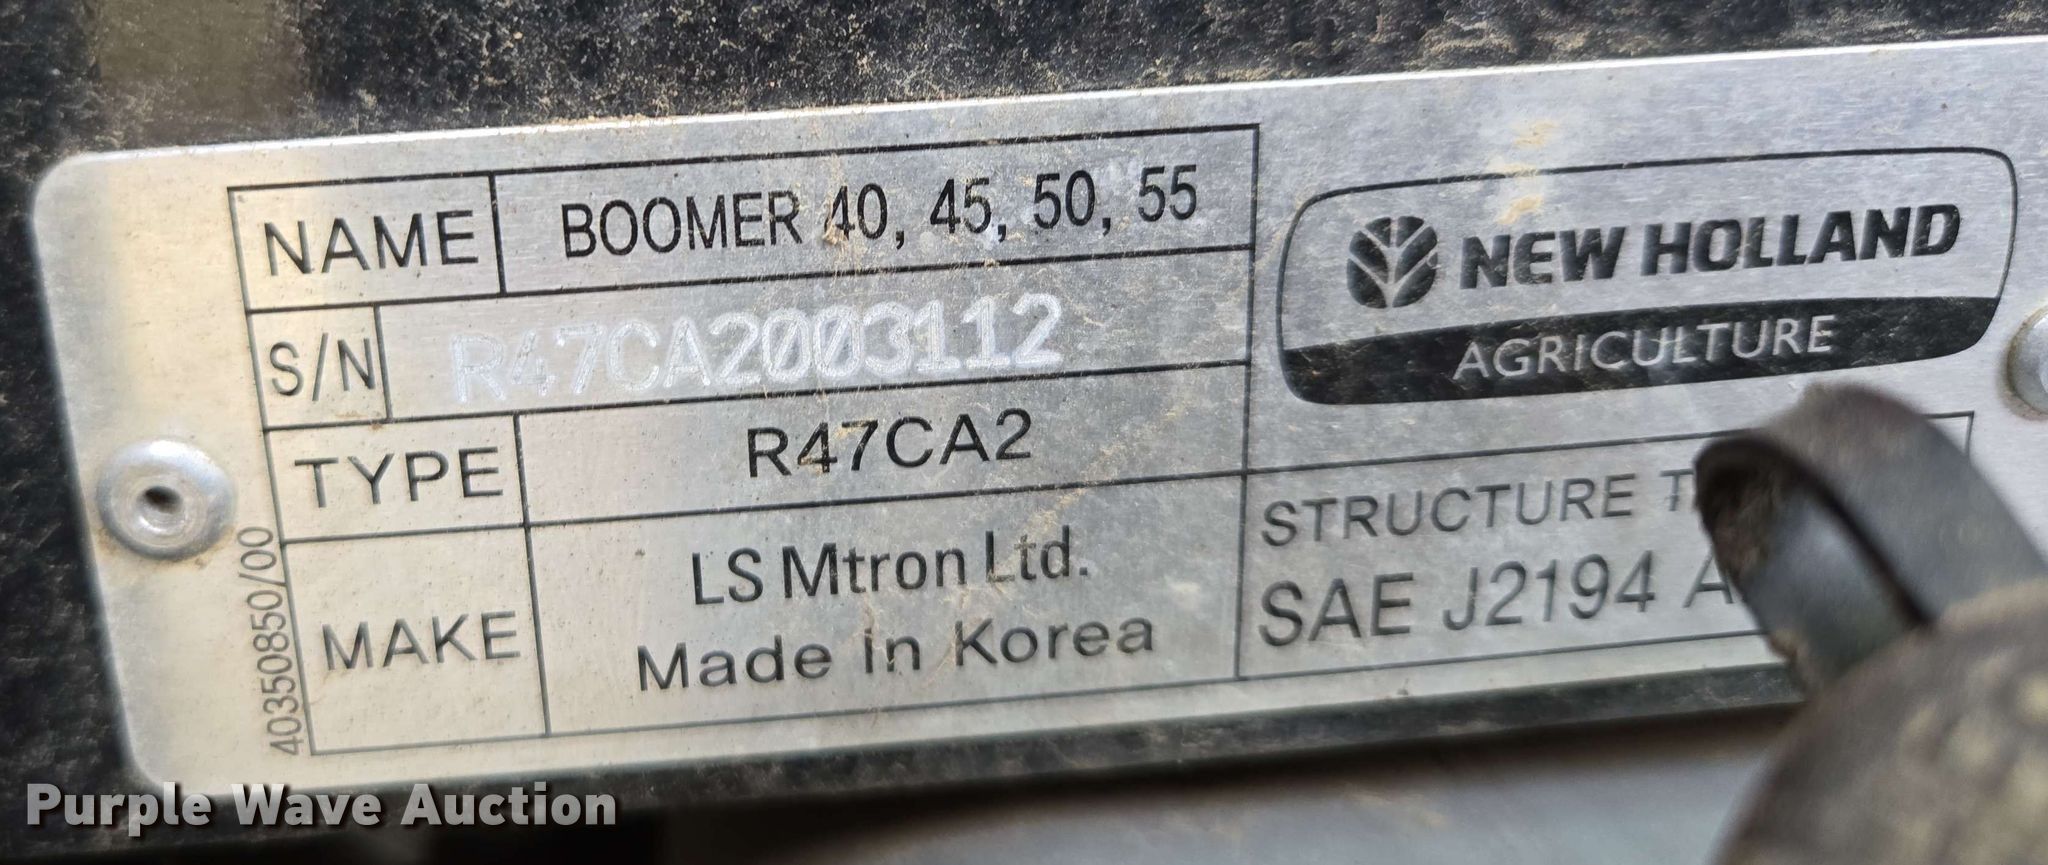 NAME BOOMER 40, 45, 50, 55
S/N R47CA2003112
TYPE R47CA2
MAKE LS Mtron Ltd.
Made In Korea
40350850/00
NEW HOLLAND
AGRICULTURE
STRUCTURE
SAE J2194
Purple Wave Auction